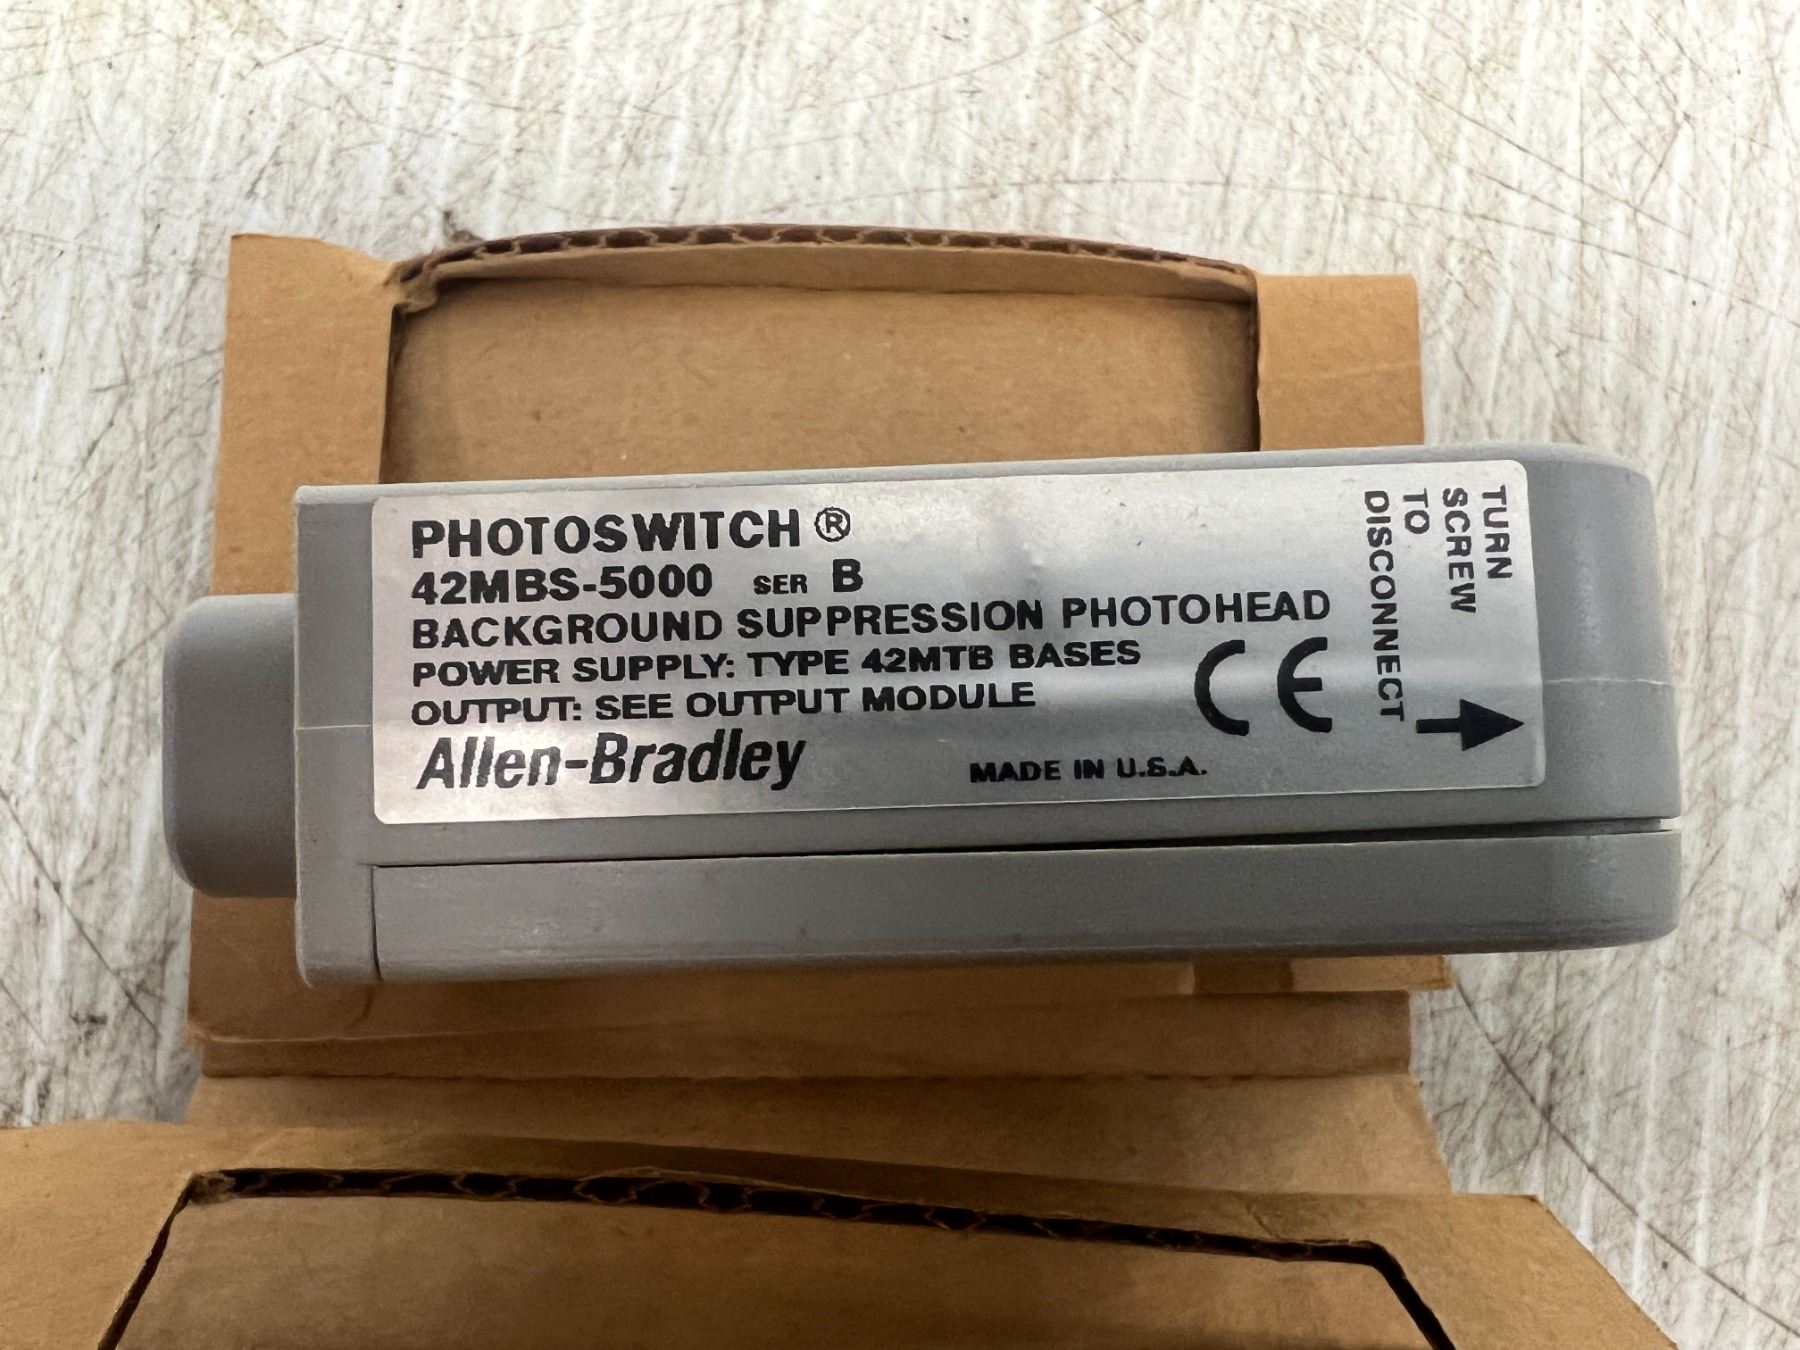 PHOTOSWITCH ®
42MBS-5000 SER B
BACKGROUND SUPPRESSION PHOTOHEAD
POWER SUPPLY: TYPE 42MTB BASES
OUTPUT: SEE OUTPUT MODULE
Allen-Bradley
MADE IN U.S.A.
CE
TURN
SCREW
TO
DISCONNECT